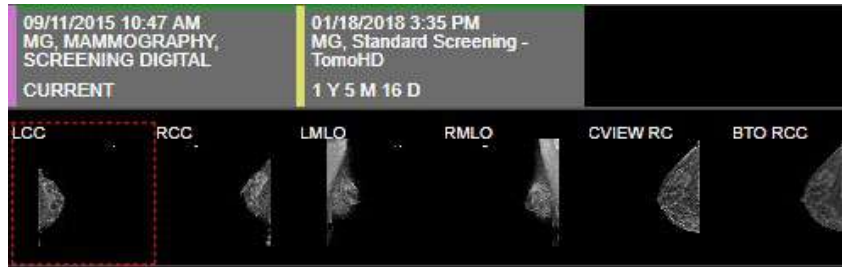 09/11/2015 10:47 AM
MG, MAMMOGRAPHY,
SCREENING DIGITAL
CURRENT
01/18/2018 3:35 PM
MG, Standard Screening -
TomoHD
1 Y 5 M 16 D
LCC RCC LMLO RMLO CVIEW RC BTO RCC